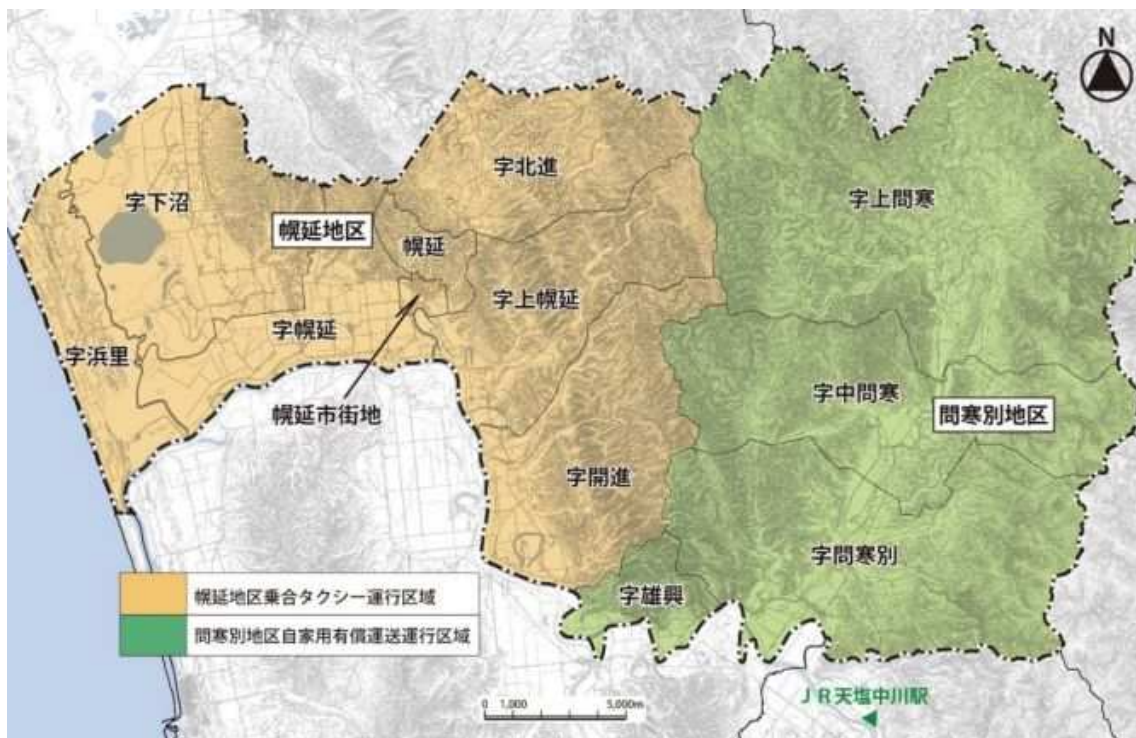 N
字北進
字下沼
字上問寒
幌延地区
幌延
字上幌延
字幌延
字浜里
字中問寒
幌延市街地
問寒別地区
字開進
字問寒別
字雄興
幌延地区乗合タクシー運行区域
問寒別地区自家用有償運送運行区域
JR天塩中川駅
0 1,000 5,000m